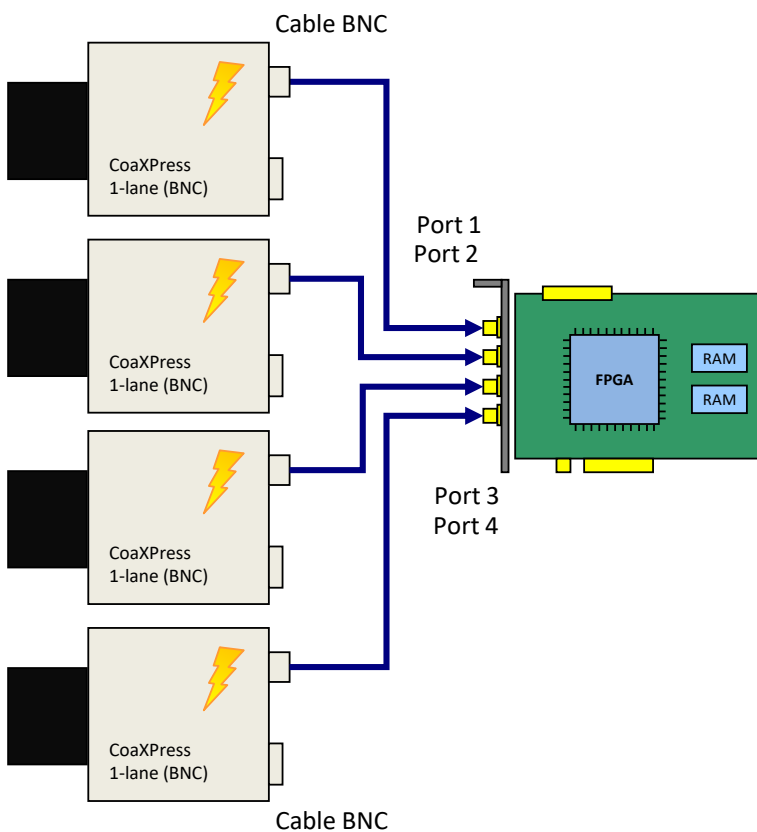 Cable BNC
CoaXPress
1-lane (BNC)
Port 1
Port 2
CoaXPress
1-lane (BNC)
FPGA
RAM
RAM
CoaXPress
1-lane (BNC)
Port 3
Port 4
CoaXPress
1-lane (BNC)
Cable BNC